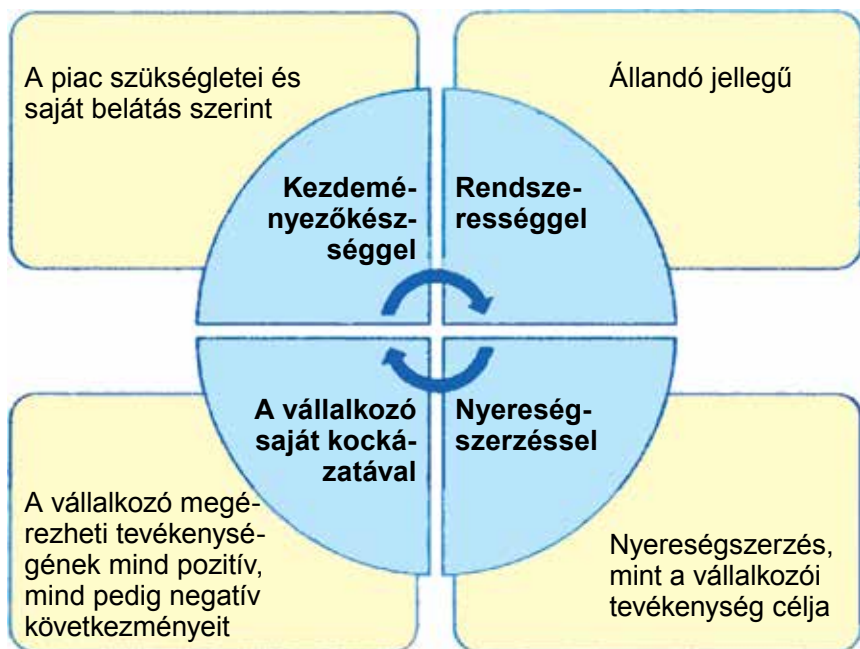 A piac szükségletei és
saját belátás szerint
Állandó jellegű
Kezdemé-
nyezőkész-
séggel
Rendsze-
rességgel
A vállalkozó
saját kocká-
zatával
Nyereség-
szerzéssel
A vállalkozó megé-
rezheti tevékenysé-
gének mind pozitív,
mind pedig negatív
következményeit
Nyereségszerzés,
mint a vállalkozói
tevékenység célja